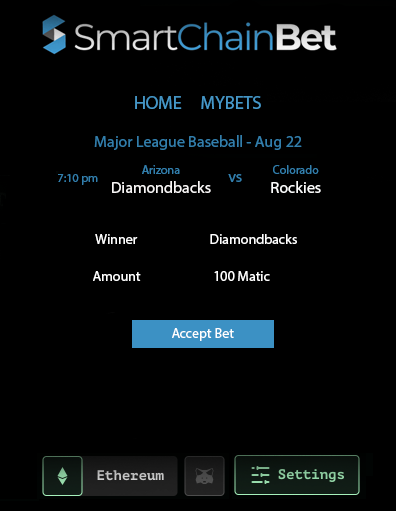 SmartChainBet
HOME MYBETS
Major League Baseball - Aug 22
Arizona Colorado
7:10 pm Diamondbacks vs Rockies
Winner Diamondbacks
Amount 100 Matic
Accept Bet
Ethereum Settings